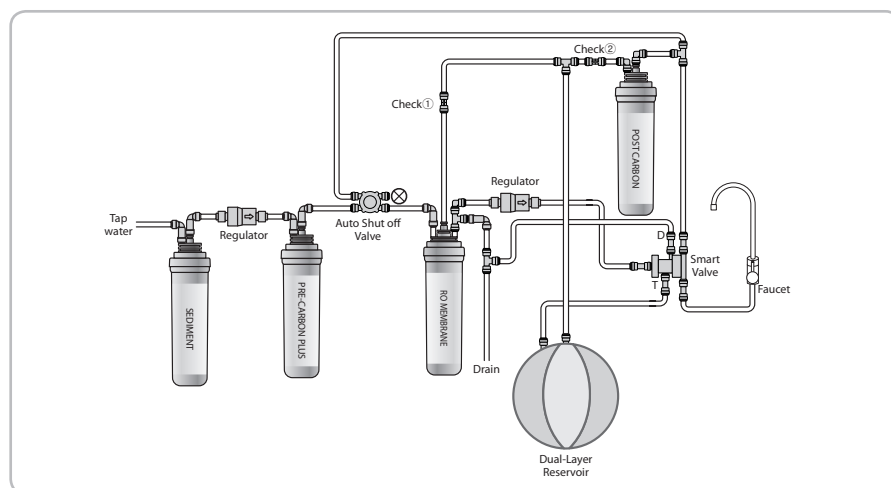 Check②
Check①
POST CARBON
Regulator
Tap
water
Regulator
Auto Shut off
Valve
D
Smart
Valve
T
Faucet
SEDIMENT
PRE-CARBON PLUS
RO MEMBRANE
Drain
Dual-Layer
Reservoir